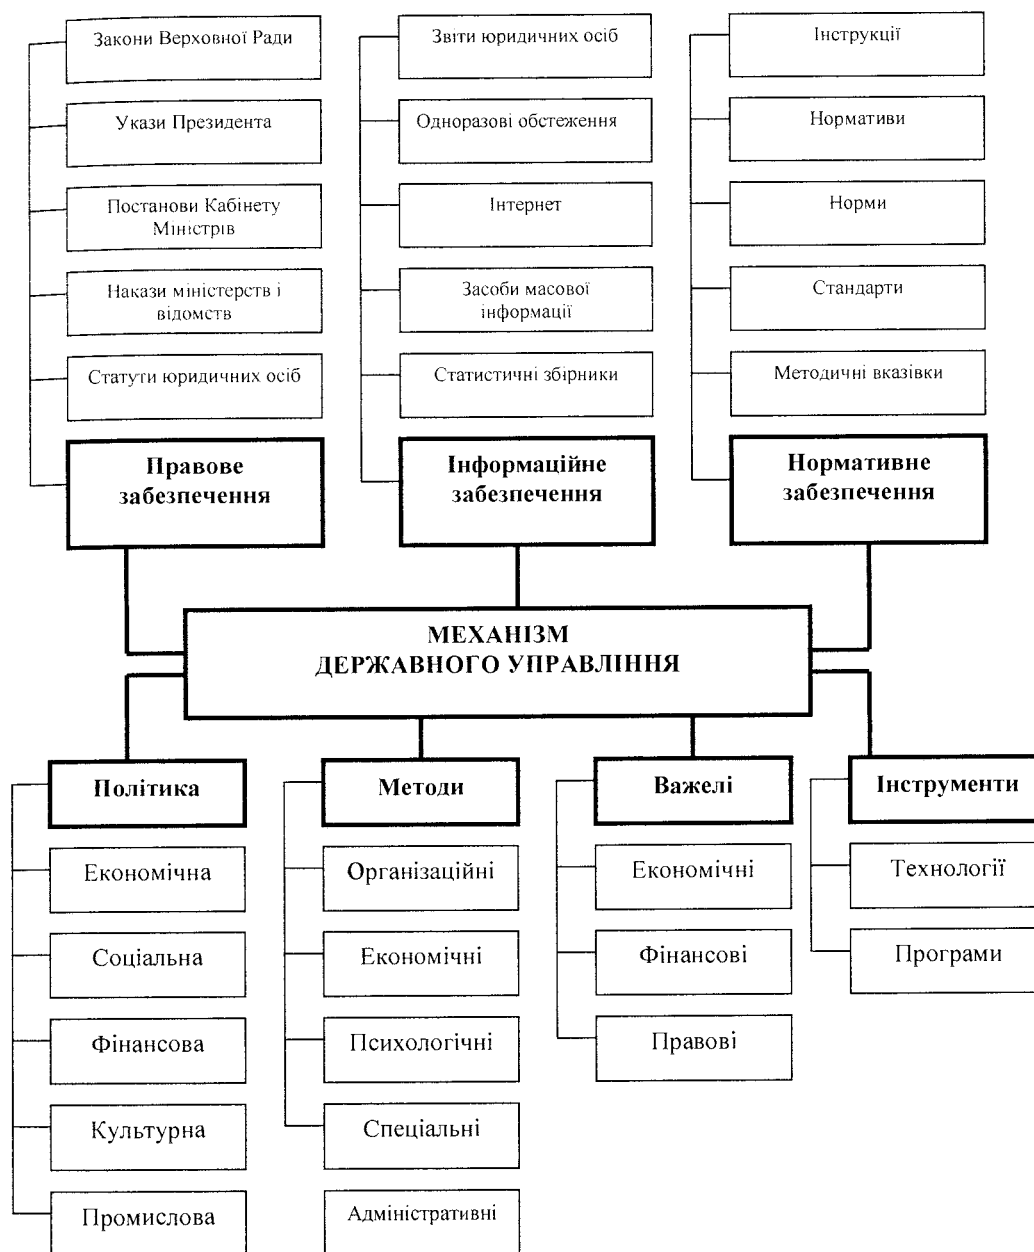 Закони Верховної Ради
Укази Президента
Постанови Кабінету
Міністрів
Накази міністерств і
відомств
Статути юридичних осіб
Правове
забезпечення
Звіти юридичних осіб
Одноразові обстеження
Інтернет
Засоби масової
інформації
Статистичні збірники
Інформаційне
забезпечення
Інструкції
Нормативи
Норми
Стандарти
Методичні вказівки
Нормативне
забезпечення
МЕХАНІЗМ
ДЕРЖАВНОГО УПРАВЛІННЯ
Політика
Економічна
Соціальна
Фінансова
Культурна
Промислова
Методи
Організаційні
Економічні
Психологічні
Спеціальні
Адміністративні
Важелі
Економічні
Фінансові
Правові
Інструменти
Технології
Програми